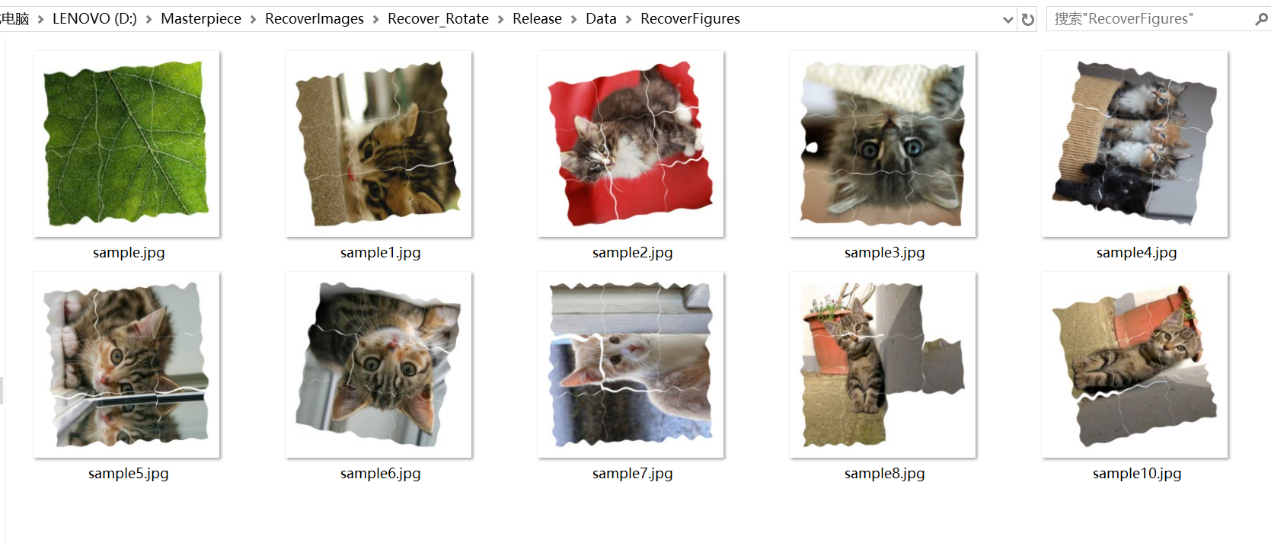 电脑 > LENOVO (D:) > Masterpiece > RecoverImages > Recover_Rotate > Release > Data > RecoverFigures
搜索"RecoverFigures"
sample.jpg
sample1.jpg
sample2.jpg
sample3.jpg
sample4.jpg
sample5.jpg
sample6.jpg
sample7.jpg
sample8.jpg
sample10.jpg